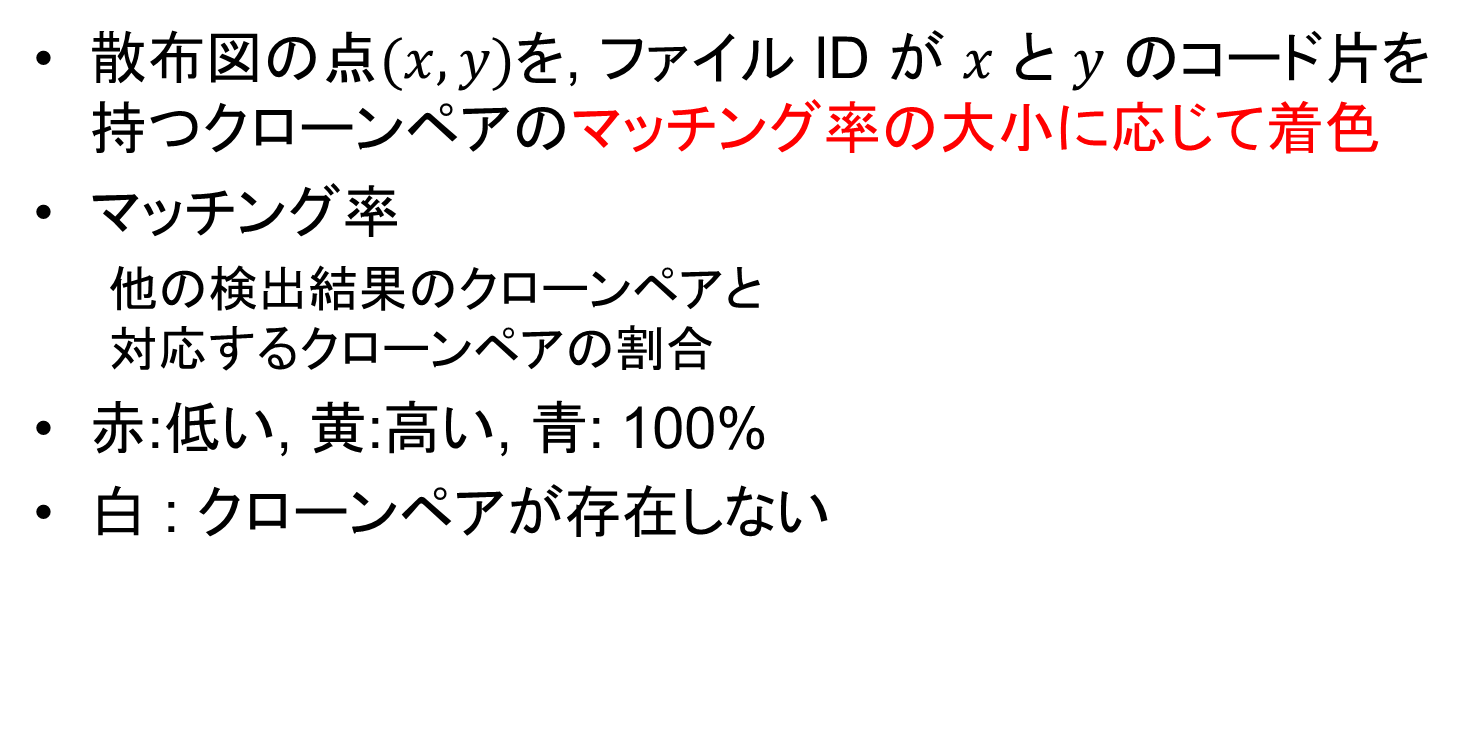 • 散布図の点(x, y)を, ファイル ID が x と y のコード片を
持つクローンペアのマッチング率の大小に応じて着色
• マッチング率
他の検出結果のクローンペアと
対応するクローンペアの割合
• 赤:低い, 黄:高い, 青: 100%
• 白 : クローンペアが存在しない